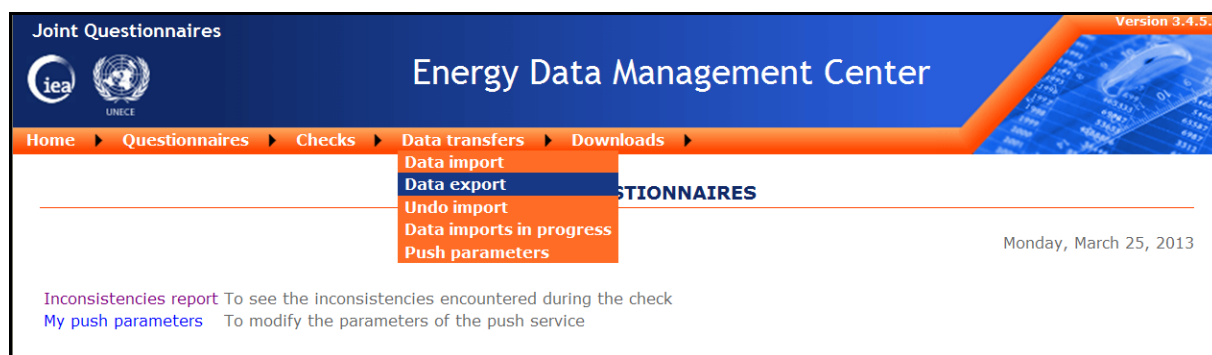 Joint Questionnaires
Version 3.4.5.
iea
UNECE
Energy Data Management Center
Home Questionnaires Checks Data transfers Downloads
Data import
Data export
STIONNAIRES
Undo import
Data imports in progress
Push parameters
Monday, March 25, 2013
Inconsistencies report To see the inconsistencies encountered during the check
My push parameters To modify the parameters of the push service